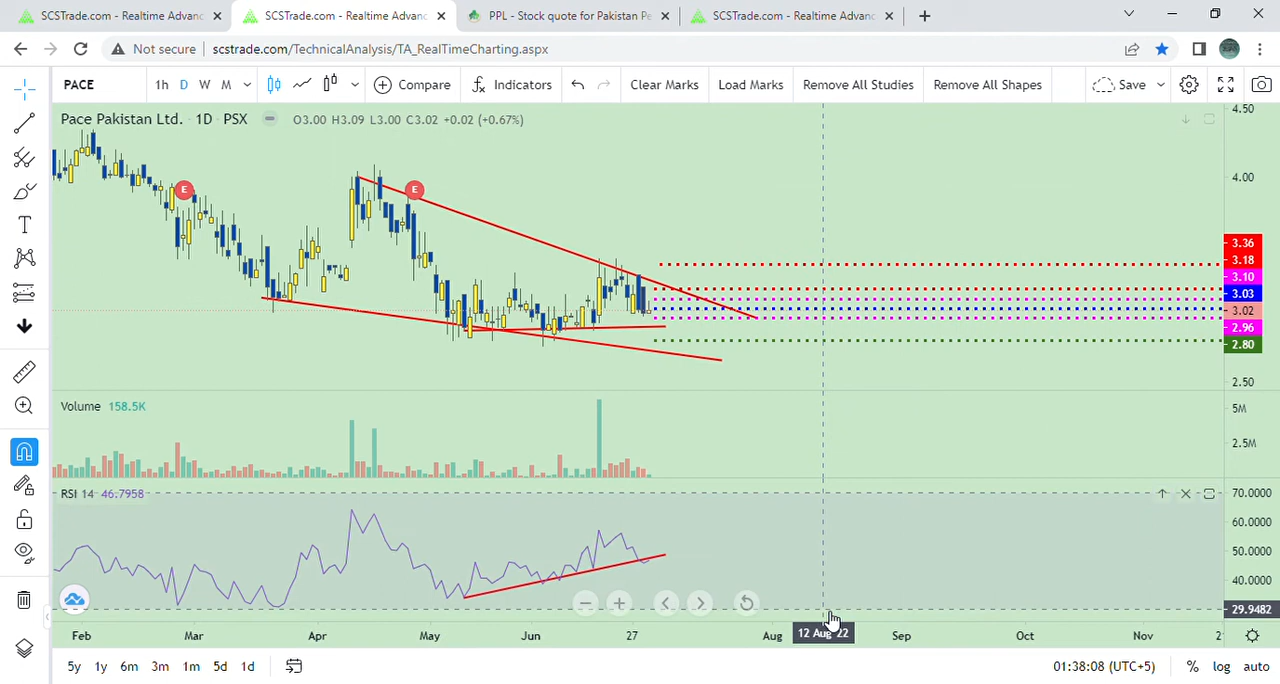 SCSTrade.com - Realtime Advanc
SCSTrade.com - Realtime Advanc
PPL - Stock quote for Pakistan Pe
SCSTrade.com - Realtime Advanc
Not secure scstrade.com/TechnicalAnalysis/TA_RealTimeCharting.aspx
PACE 1h D W M Compare Indicators Clear Marks Load Marks Remove All Studies Remove All Shapes Save
Pace Pakistan Ltd. · 1D · PSX O3.00 H3.09 L3.00 C3.02 +0.02 (+0.67%)
E
E
4.50
4.00
3.36
3.18
3.10
3.03
3.02
2.96
2.80
2.50
Volume 158.5K
5M
2.5M
RSI 14 46.7958
70.0000
60.0000
50.0000
40.0000
29.9482
Feb Mar Apr May Jun 27 Aug 12 Aug '22 Sep Oct Nov 2
5y 1y 6m 3m 1m 5d 1d 01:38:08 (UTC+5) % log auto